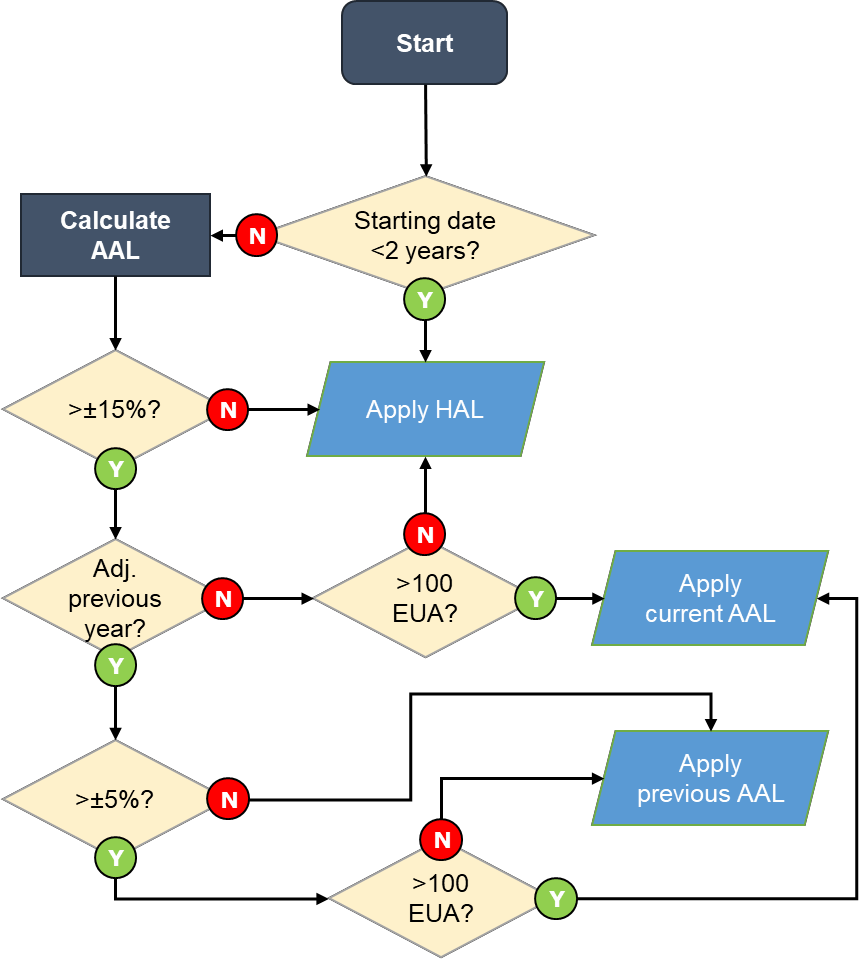 Start
Starting date
<2 years?
N
Calculate
AAL
Y
>±15%?
N
Apply HAL
Y
N
Adj.
previous
year?
N
>100
EUA?
Y
Apply
current AAL
Y
>±5%?
N
Apply
previous AAL
N
Y
>100
EUA?
Y